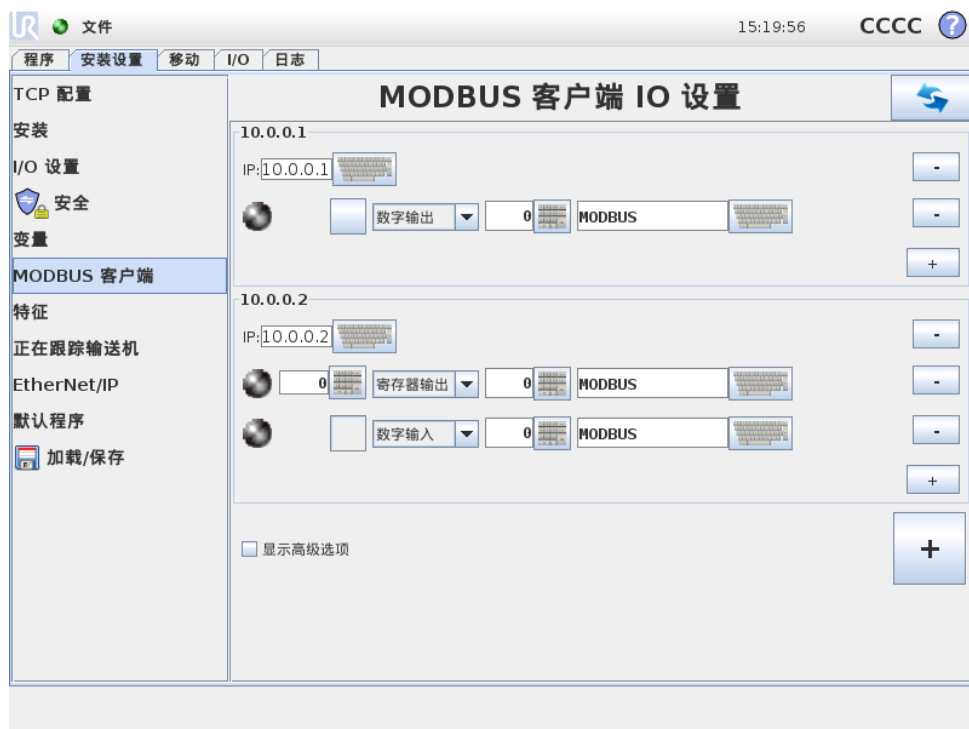 UR 文件 15:19:56 CCCC ?
程序 安装设置 移动 I/O 日志
TCP 配置
安装
I/O 设置
安全
变量
MODBUS 客户端
特征
正在跟踪输送机
EtherNet/IP
默认程序
加载/保存
MODBUS 客户端 IO 设置
10.0.0.1
IP: 10.0.0.1 -
数字输出 0 MODBUS -
+
10.0.0.2
IP: 10.0.0.2 -
0 寄存器输出 0 MODBUS -
数字输入 0 MODBUS -
+
显示高级选项 +